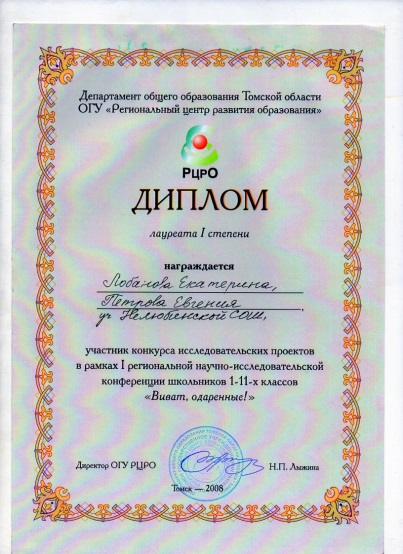 Департамент общего образования Томской области
ОГУ «Региональный центр развития образования»
РЦРО
ДИПЛОМ
лауреата I степени
награждается
Лобанова Екатерина,
Петрова Евгения,
уч Нелюбинской СОШ,
участник конкурса исследовательских проектов
в рамках I региональной научно-исследовательской
конференции школьников 1-11-х классов
«Виват, одаренные!»
Директор ОГУ РЦРО Н.П. Лыжина
Томск — 2008